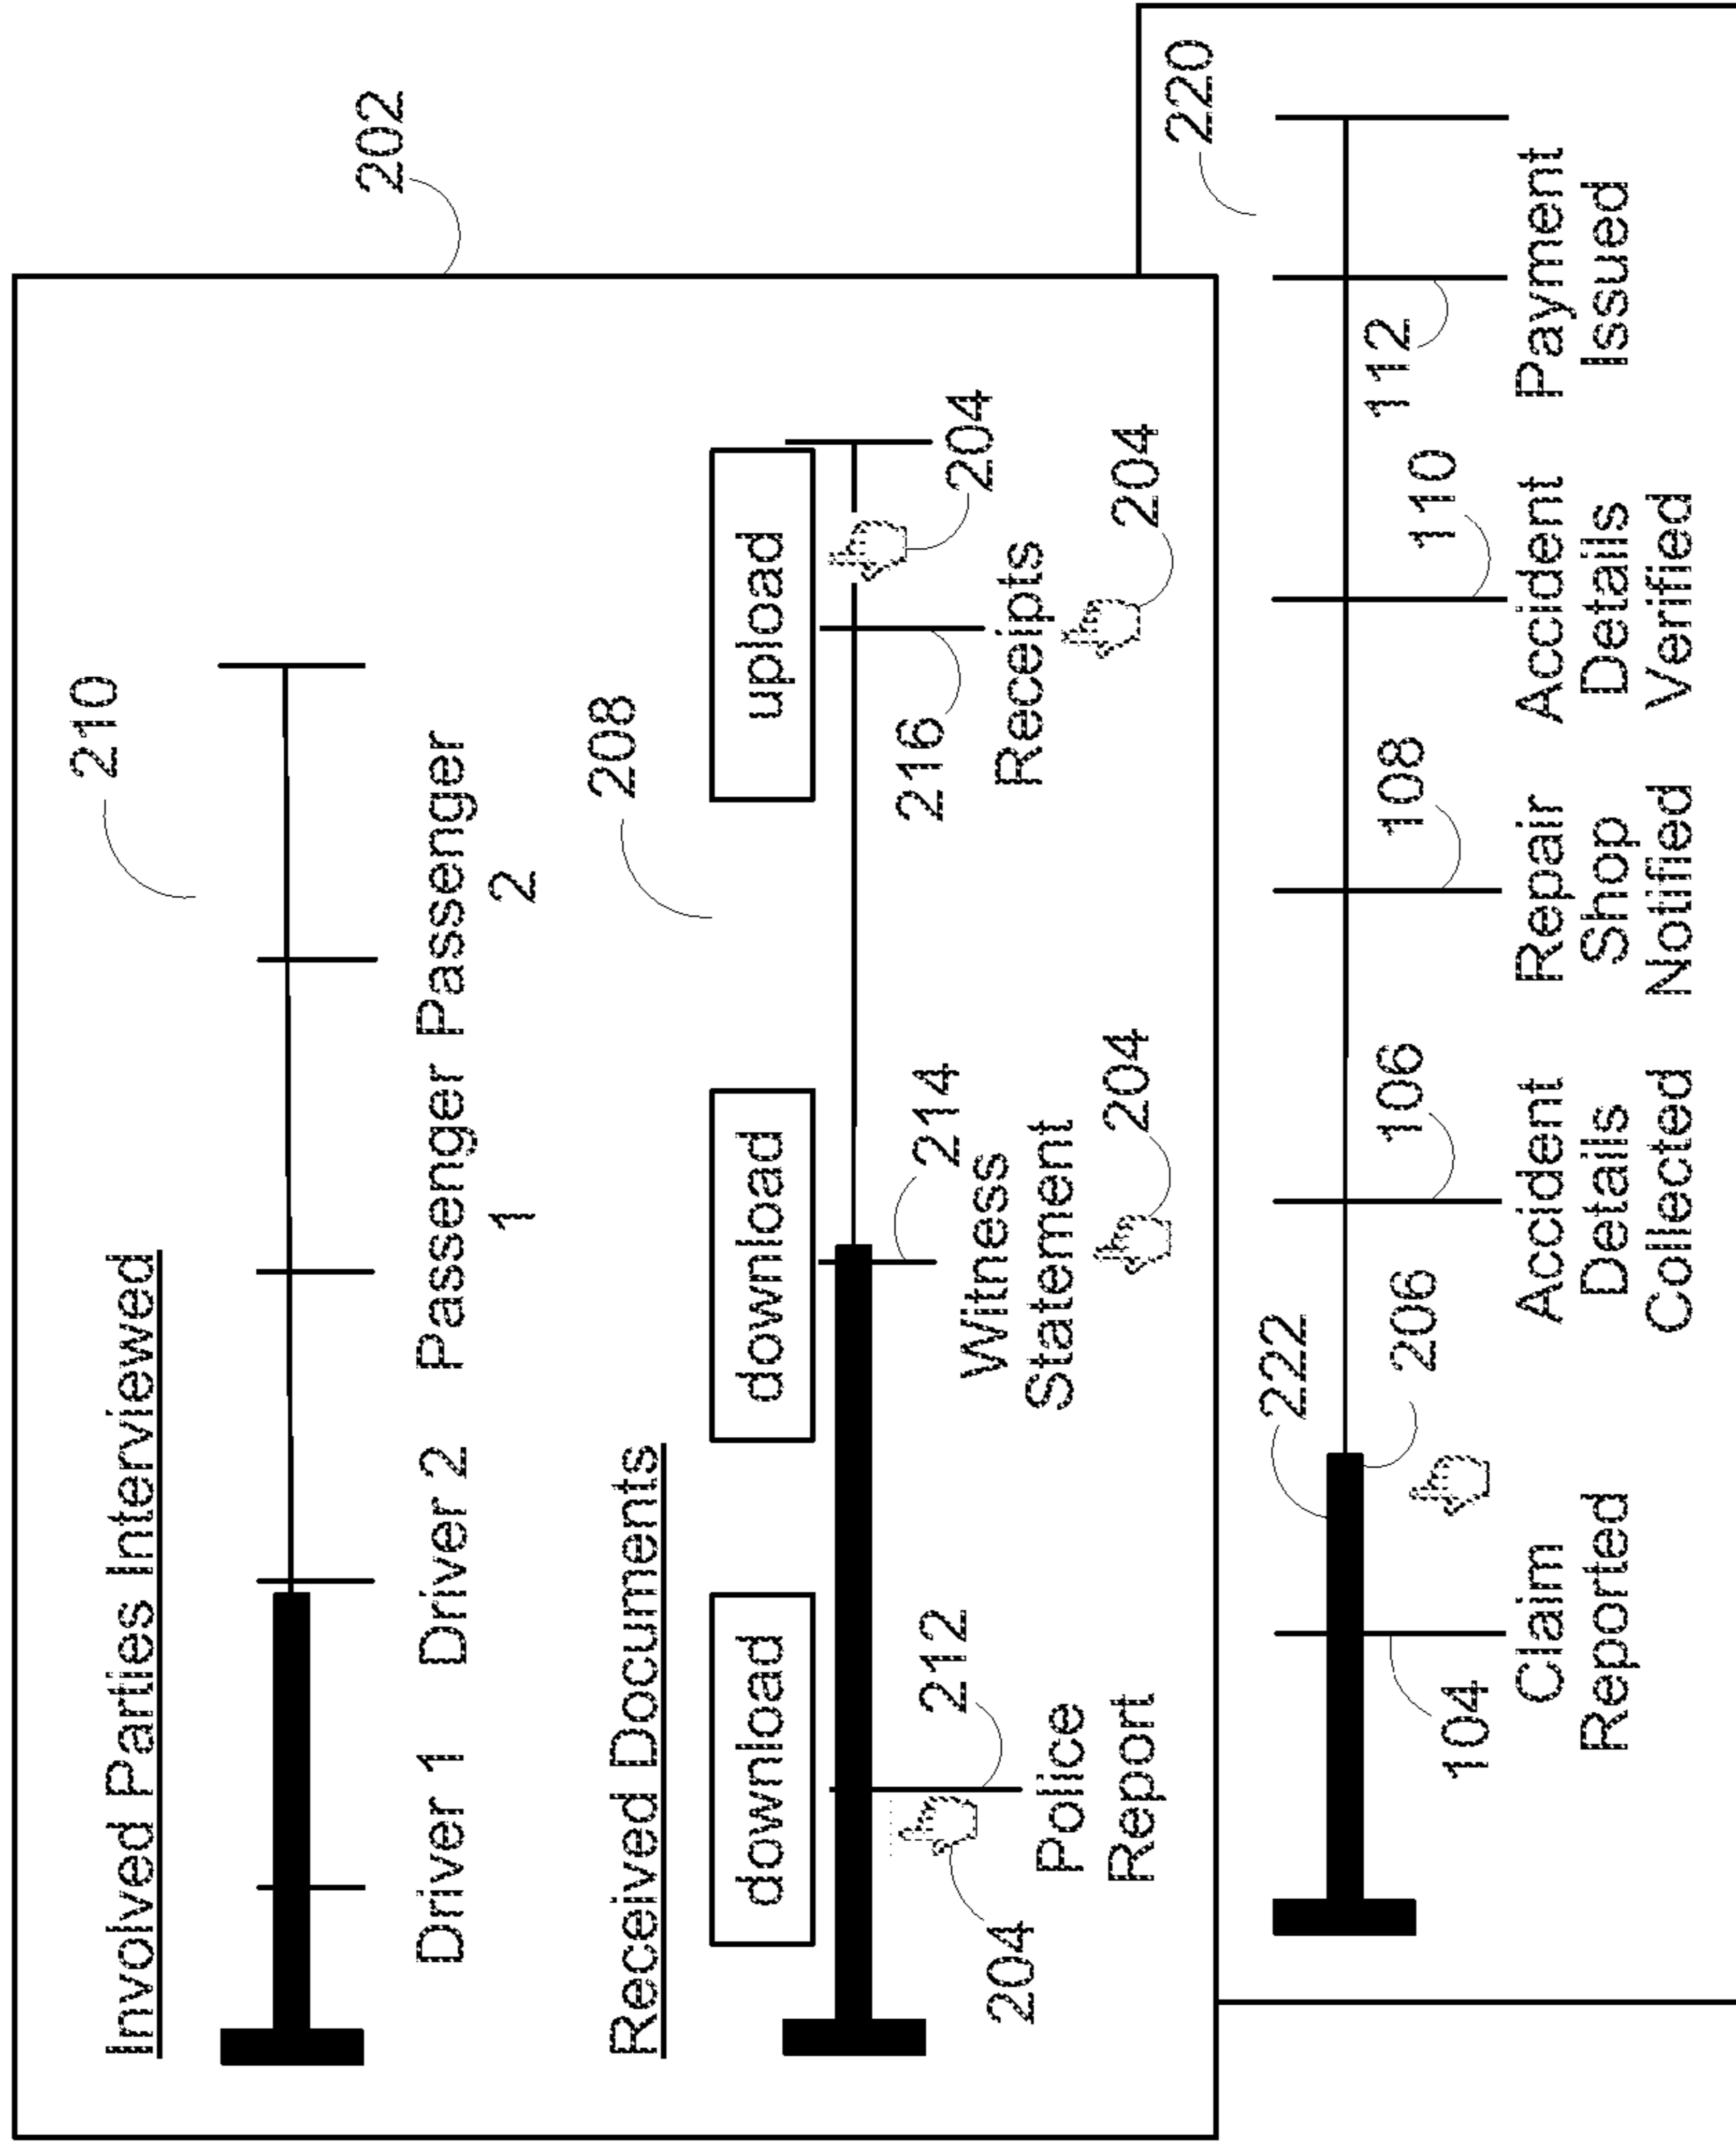 202
210
Involved Parties Interviewed
Driver 1 Driver 2 Passenger Passenger
1 2
208
Received Documents
download download upload
204
212 214 216
204
Police Witness Receipts
Report Statement
204 204
220
222
206
104 106 108 110 112
Claim Accident Repair Accident Payment
Reported Details Shop Details Issued
Collected Notified Verified